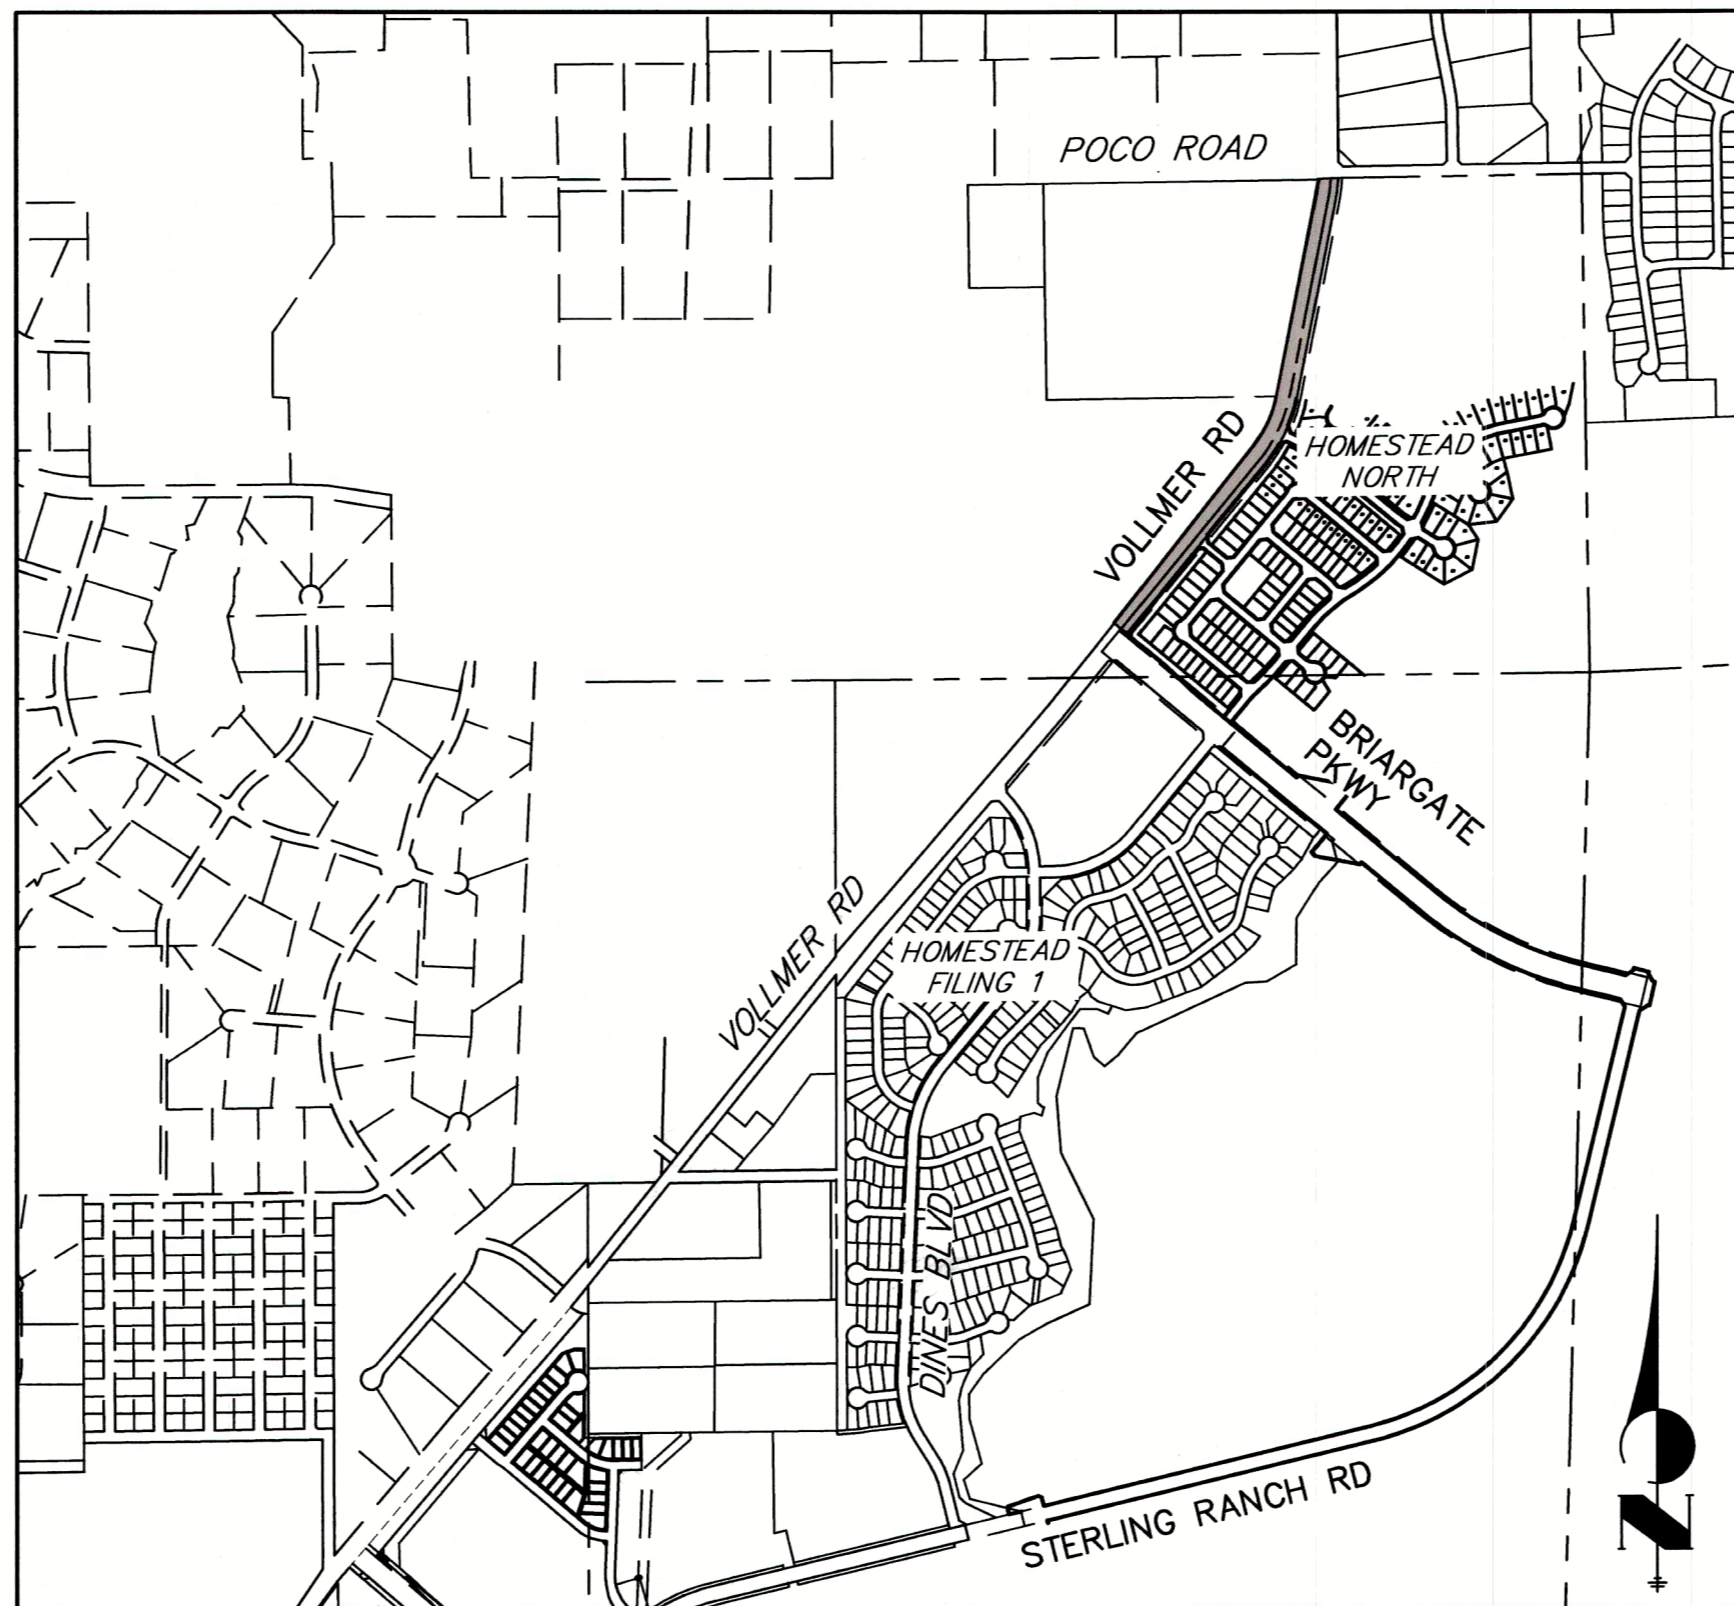 POCO ROAD
VOLLMER RD
HOMESTEAD
NORTH
BRIARGATE
PKWY
VOLLMER RD
HOMESTEAD
FILING 1
DINES BLVD
STERLING RANCH RD
N